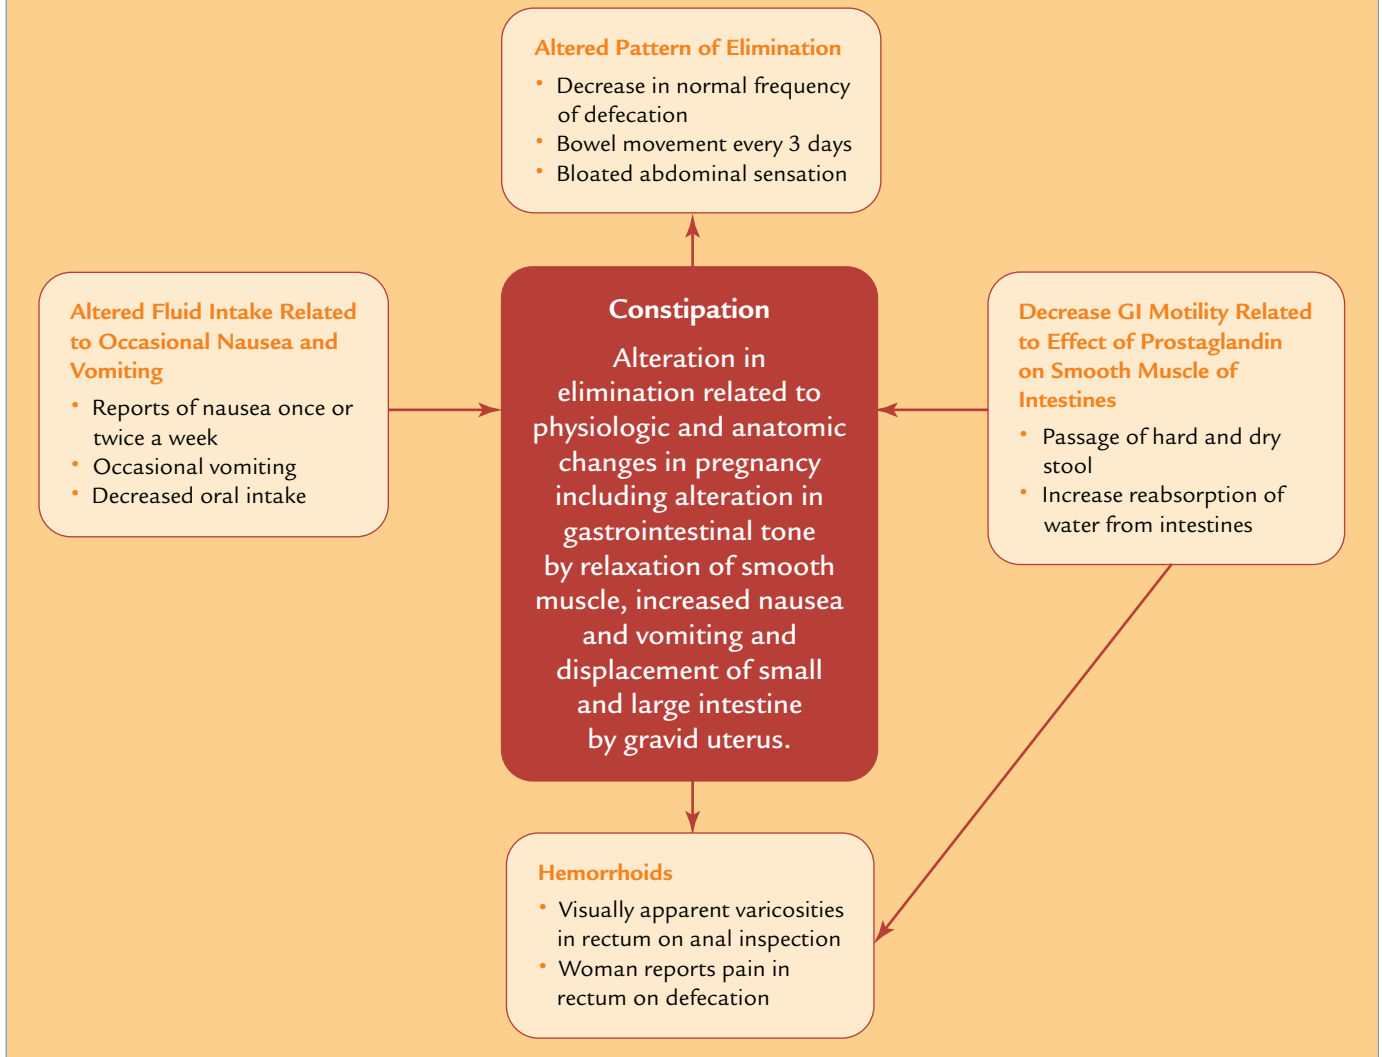 Altered Pattern of Elimination
• Decrease in normal frequency
of defecation
• Bowel movement every 3 days
• Bloated abdominal sensation
Altered Fluid Intake Related
to Occasional Nausea and
Vomiting
• Reports of nausea once or
twice a week
• Occasional vomiting
• Decreased oral intake
Constipation
Alteration in
elimination related to
physiologic and anatomic
changes in pregnancy
including alteration in
gastrointestinal tone
by relaxation of smooth
muscle, increased nausea
and vomiting and
displacement of small
and large intestine
by gravid uterus.
Decrease GI Motility Related
to Effect of Prostaglandin
on Smooth Muscle of
Intestines
• Passage of hard and dry
stool
• Increase reabsorption of
water from intestines
Hemorrhoids
• Visually apparent varicosities
in rectum on anal inspection
• Woman reports pain in
rectum on defecation